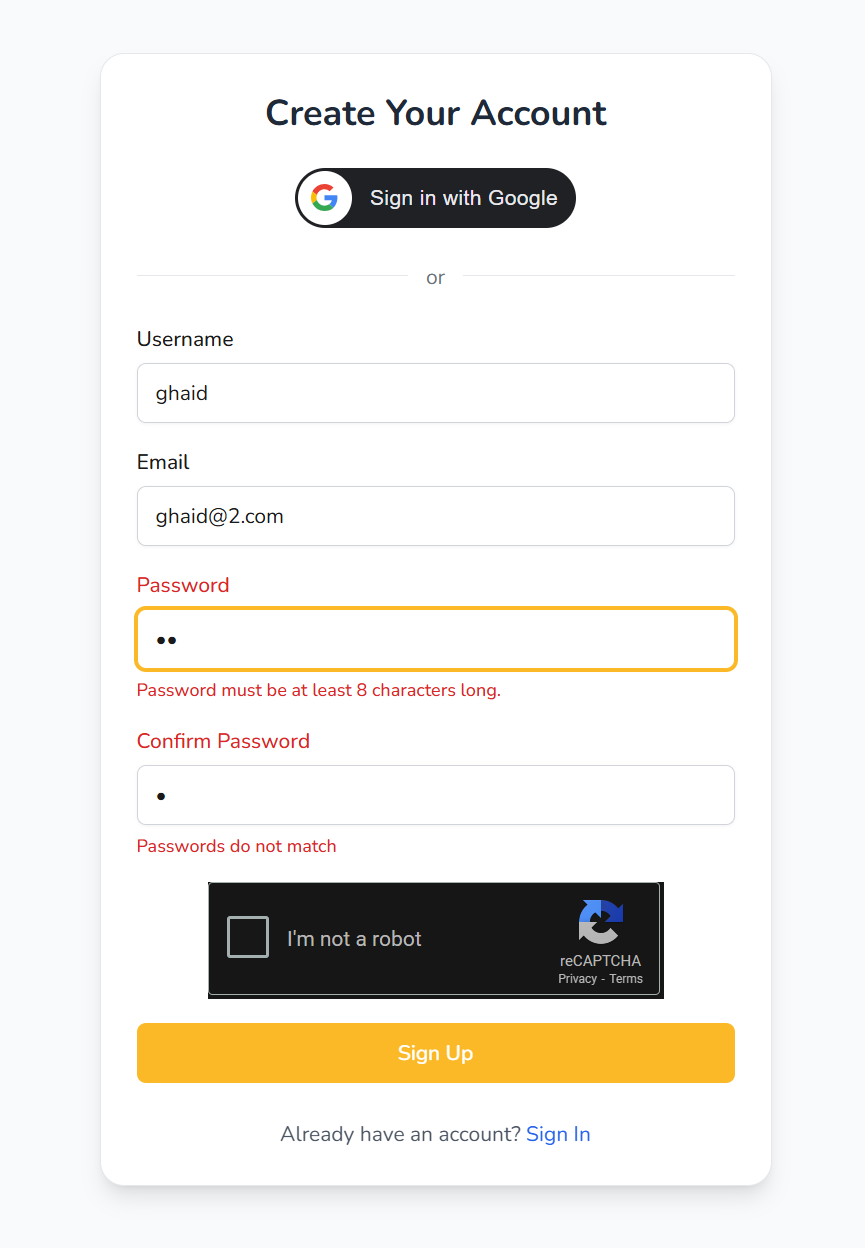 Create Your Account
Sign in with Google
or
Username
ghaid
Email
ghaid@2.com
Password
••
Password must be at least 8 characters long.
Confirm Password
•
Passwords do not match
I'm not a robot
reCAPTCHA
Privacy - Terms
Sign Up
Already have an account? Sign In